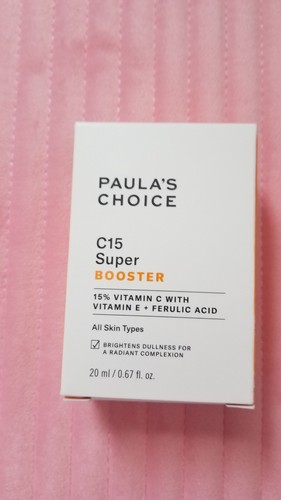 PAULA'S
CHOICE
C15
Super
BOOSTER
15% VITAMIN C WITH
VITAMIN E + FERULIC ACID
All Skin Types
BRIGHTENS DULLNESS FOR
A RADIANT COMPLEXION
20 ml / 0.67 fl. oz.